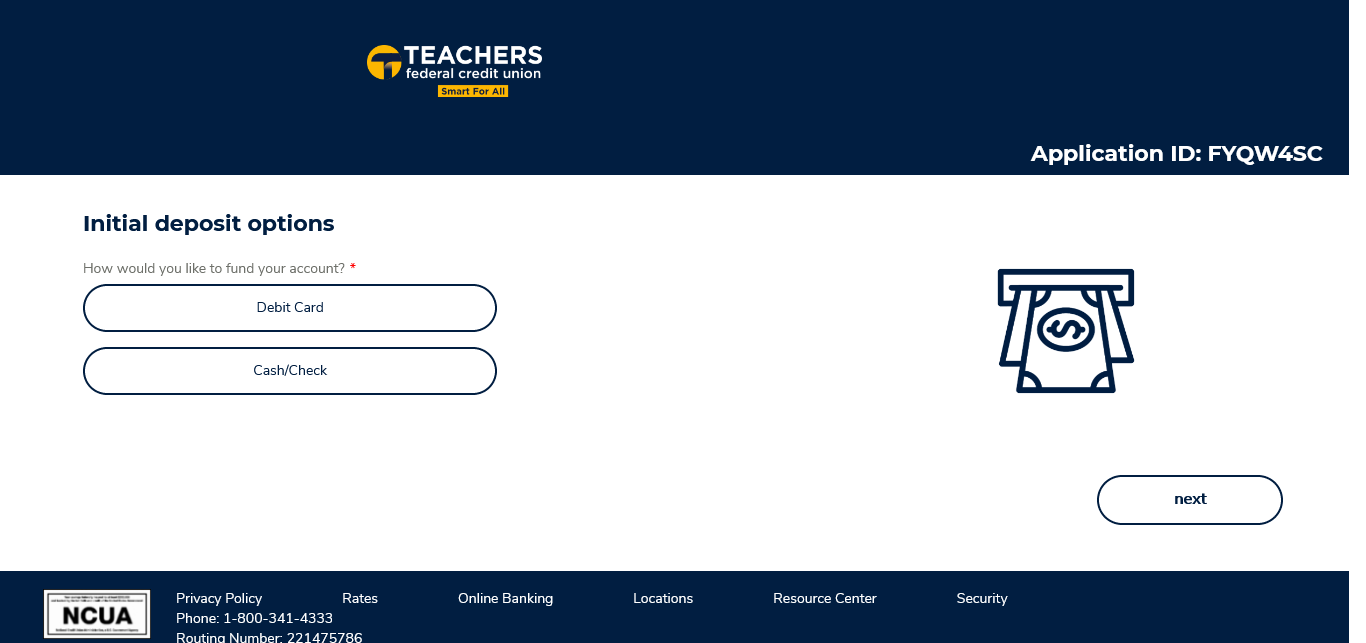 TEACHERS
federal credit union
Smart For All
Application ID: FYQW4SC
Initial deposit options
How would you like to fund your account? *
Debit Card
Cash/Check
next
NCUA
Privacy Policy Rates Online Banking Locations Resource Center Security
Phone: 1-800-341-4333
Routing Number: 221475786